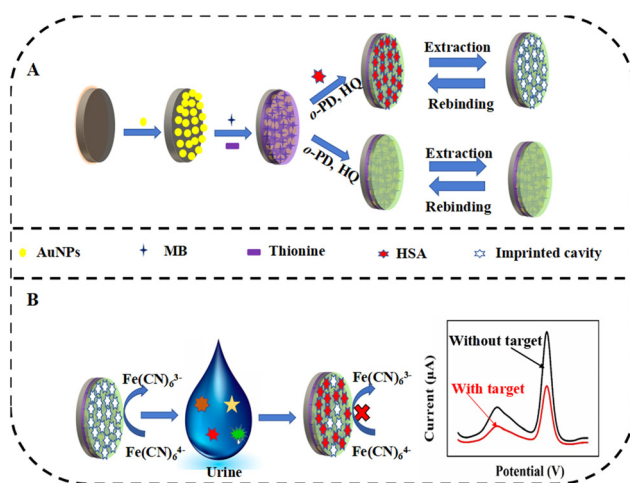 A
o-PD, HQ
Extraction
Rebinding
MB
o-PD, HQ
Extraction
Rebinding
AuNPs
MB
Thionine
HSA
Imprinted cavity
B
Fe(CN)₆³⁻
Fe(CN)₆⁴⁻
Urine
Fe(CN)₆³⁻
Fe(CN)₆⁴⁻
Current (μA)
Without target
With target
Potential (V)